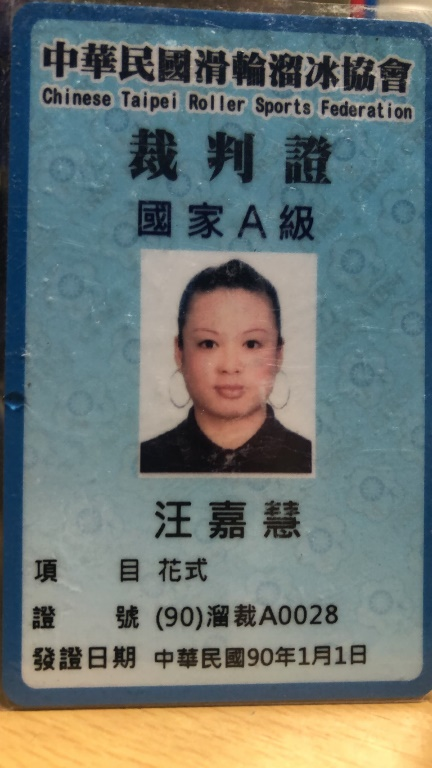 中華民國滑輪溜冰協會
Chinese Taipei Roller Sports Federation
裁判證
國家A級
汪嘉慧
項　　目 花式
證　　號 (90)溜裁A0028
發證日期 中華民國90年1月1日